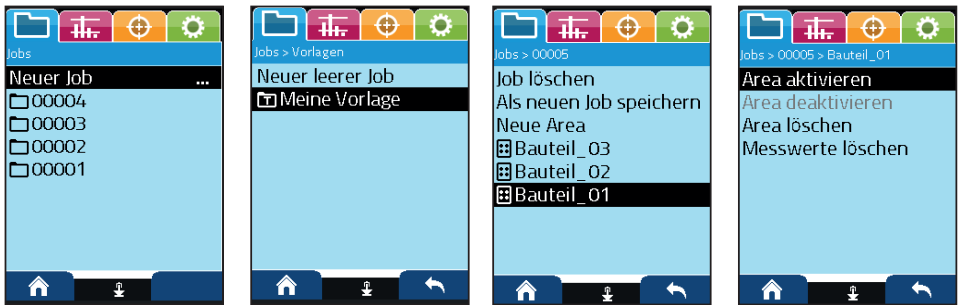 Jobs
Neuer Job ...
00004
00003
00002
00001
Jobs > Vorlagen
Neuer leerer Job
T Meine Vorlage
Jobs > 00005
Job löschen
Als neuen Job speichern
Neue Area
Bauteil_03
Bauteil_02
Bauteil_01
Jobs > 00005 > Bauteil_01
Area aktivieren
Area deaktivieren
Area löschen
Messwerte löschen